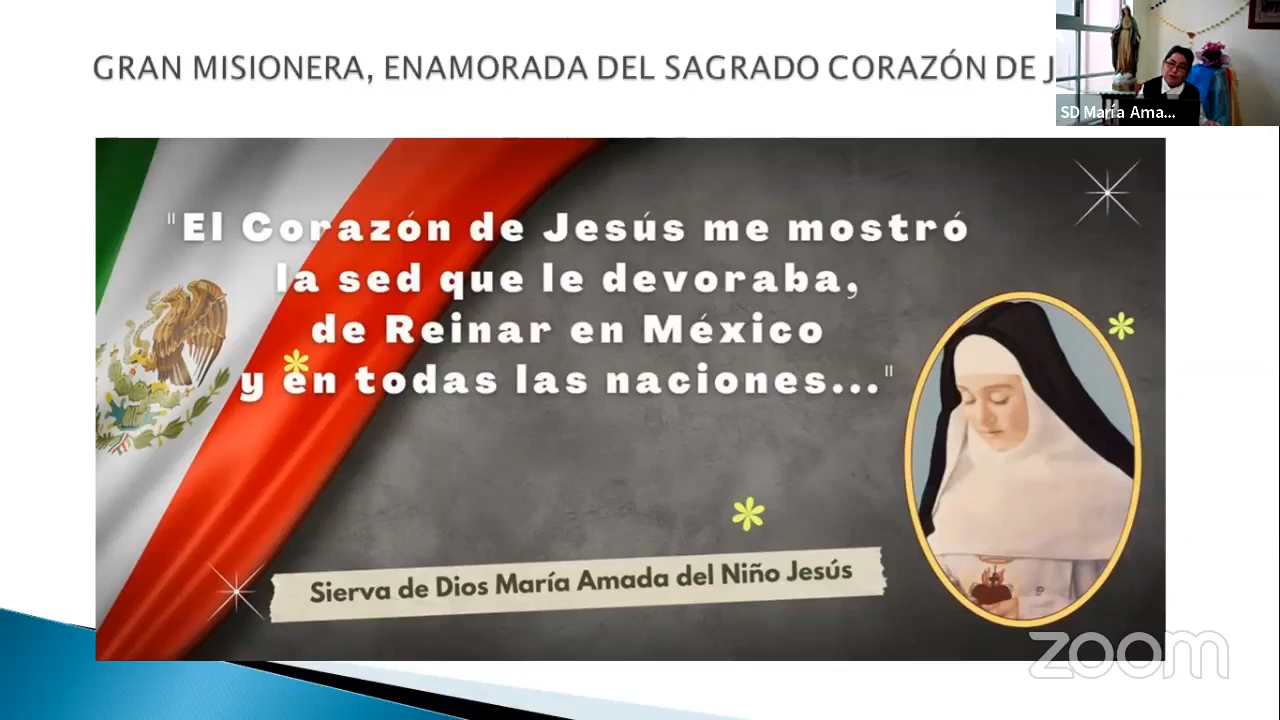 GRAN MISIONERA, ENAMORADA DEL SAGRADO CORAZÓN DE J
SD María Ama...
"El Corazón de Jesús me mostró
la sed que le devoraba,
de Reinar en México
y en todas las naciones..."
Sierva de Dios María Amada del Niño Jesús
zoom